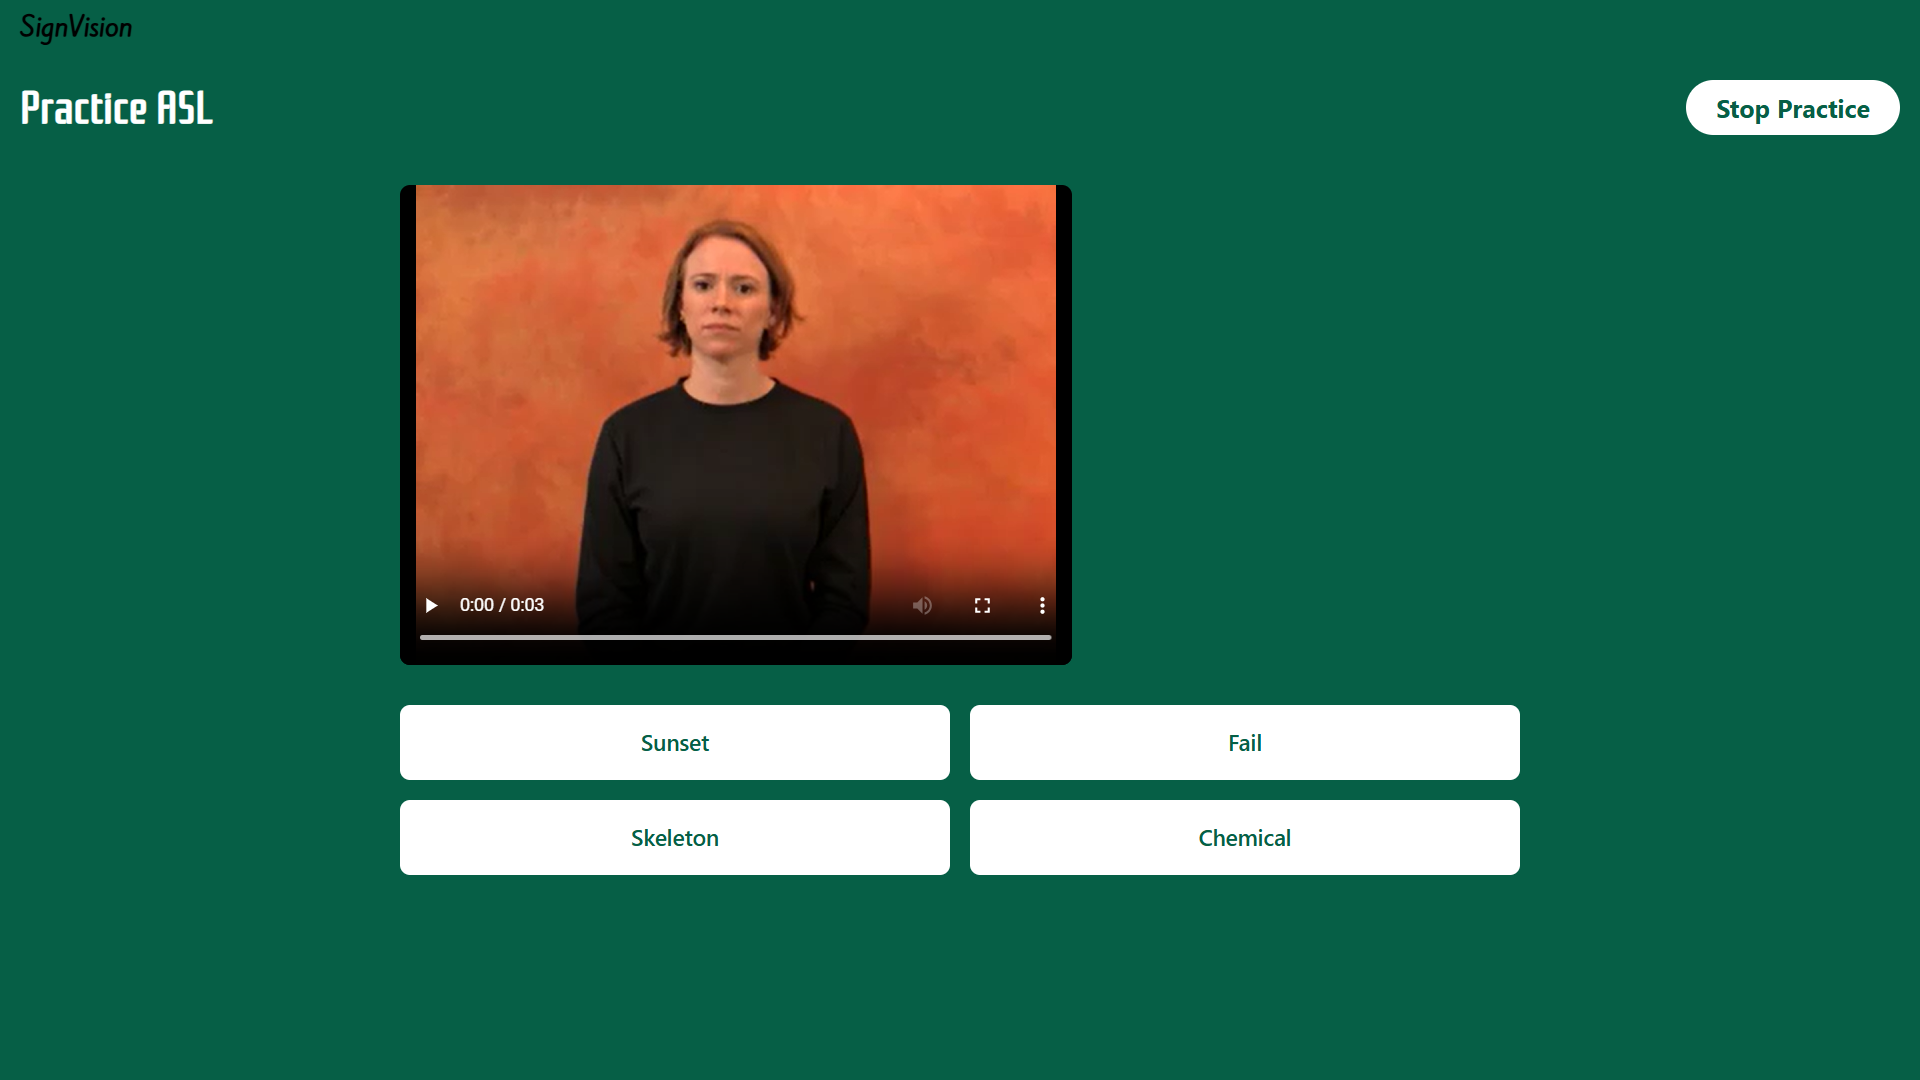 SignVision
Practice ASL
Stop Practice
0:00 / 0:03
Sunset
Fail
Skeleton
Chemical